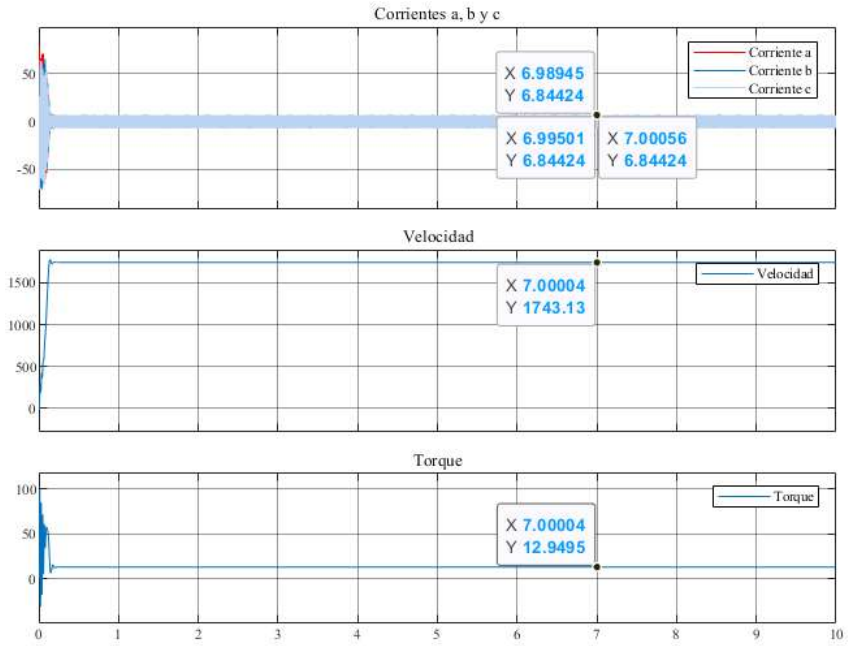 Corrientes a, b y c
50
0
-50
Corriente a
Corriente b
Corriente c
X 6.98945
Y 6.84424
X 6.99501
Y 6.84424
X 7.00056
Y 6.84424
Velocidad
1500
1000
500
0
Velocidad
X 7.00004
Y 1743.13
Torque
100
50
0
Torque
X 7.00004
Y 12.9495
0 1 2 3 4 5 6 7 8 9 10